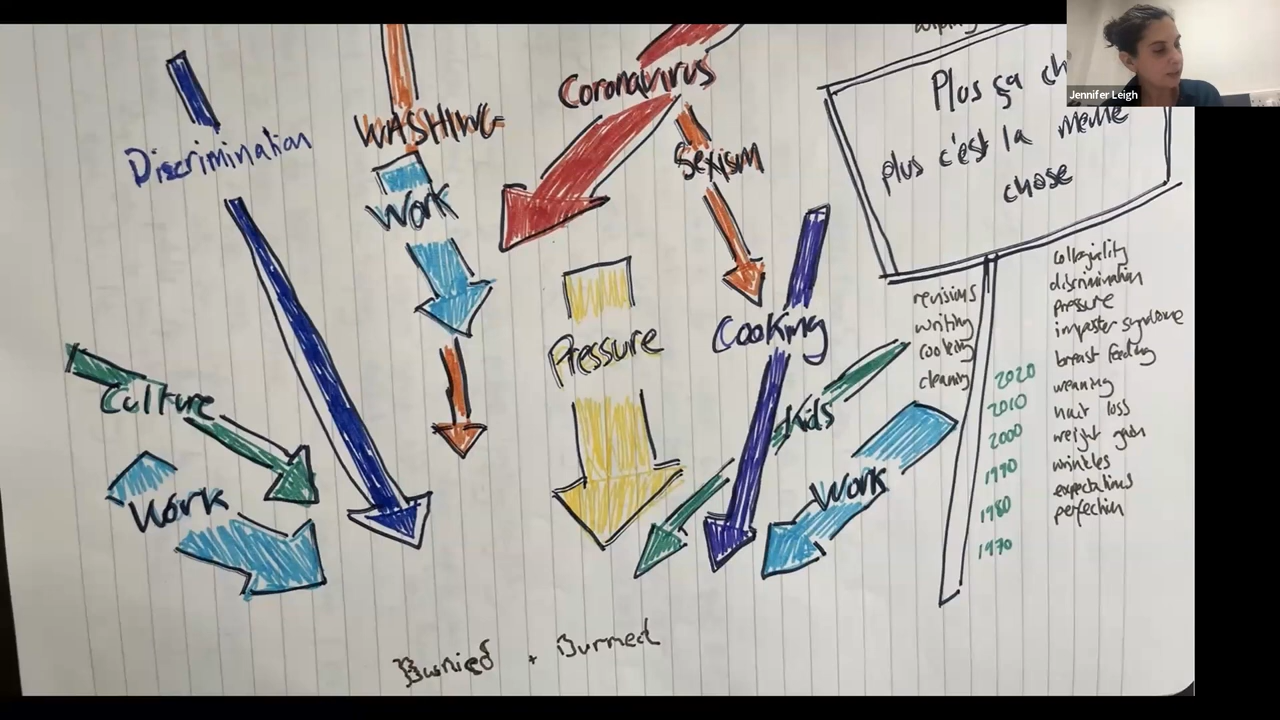 Jennifer Leigh
Discrimination
WASHING
Work
Coronavirus
Sexism
Plus ça ch
plus c'est la meme
chose
Culture
Work
Pressure
Cooking
Kids
Work
revisions
writing
cooking
cleaning
2020
2010
2000
1990
1980
1970
collegiality
discrimination
pressure
imposter syndrome
breast feeding
weaning
hair loss
weight gain
wrinkles
expectations
perfection
Buried + Burned